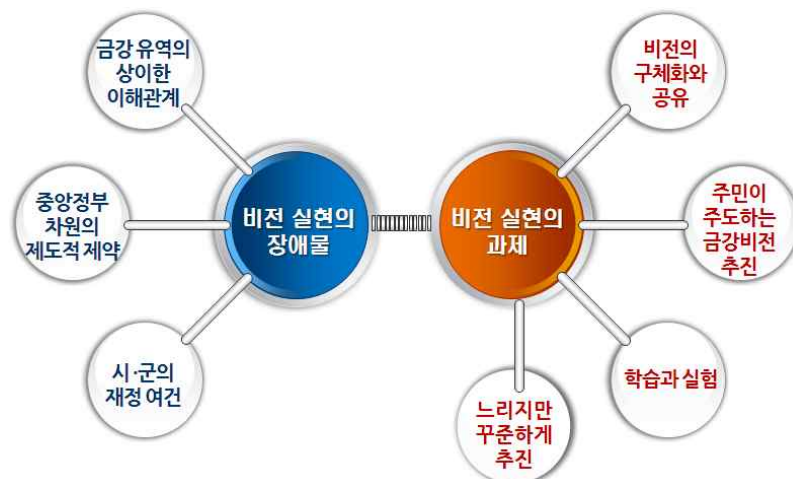 금강 유역의
상이한
이해관계
중앙정부
차원의
제도적 제약
시·군의
재정 여건
비전 실현의
장애물
비전 실현의
과제
비전의
구체화와
공유
주민이
주도하는
금강비전
추진
학습과 실험
느리지만
꾸준하게
추진